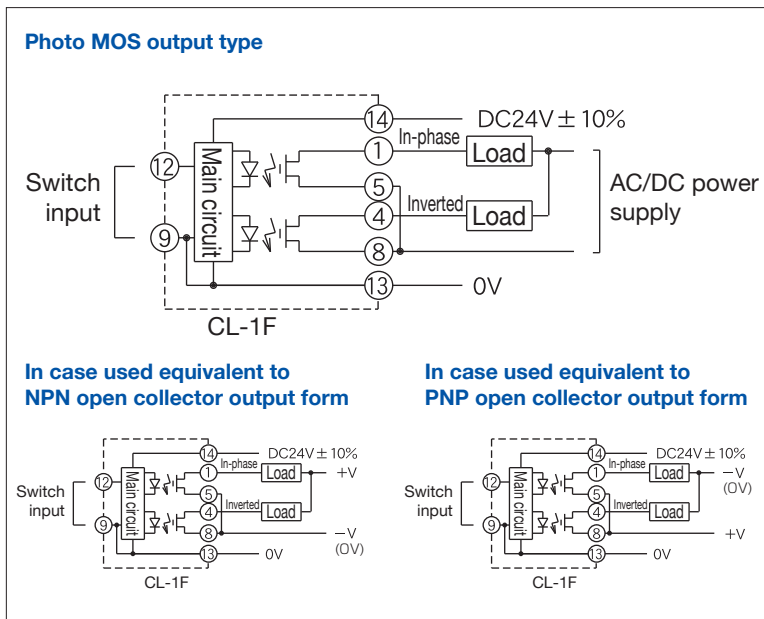 Photo MOS output type
14 DC24V ± 10%
1 In-phase Load
12 Main circuit
Switch input
5
AC/DC power supply
4 Inverted Load
9
8
13 0V
CL-1F
In case used equivalent to
NPN open collector output form
14 DC24V ± 10%
1 In-phase Load +V
12 Main circuit
Switch input
5
4 Inverted Load
9
8 −V
(0V)
13 0V
CL-1F
In case used equivalent to
PNP open collector output form
14 DC24V ± 10%
1 In-phase Load −V
(0V)
12 Main circuit
Switch input
5
4 Inverted Load
9
8 +V
13 0V
CL-1F